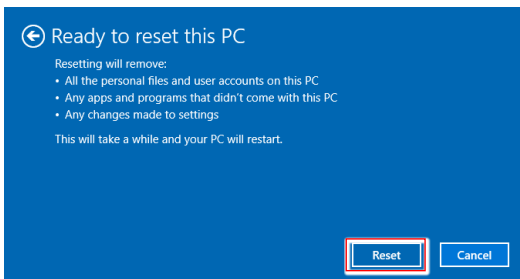 Ready to reset this PC
Resetting will remove:
• All the personal files and user accounts on this PC
• Any apps and programs that didn't come with this PC
• Any changes made to settings
This will take a while and your PC will restart.
Reset
Cancel